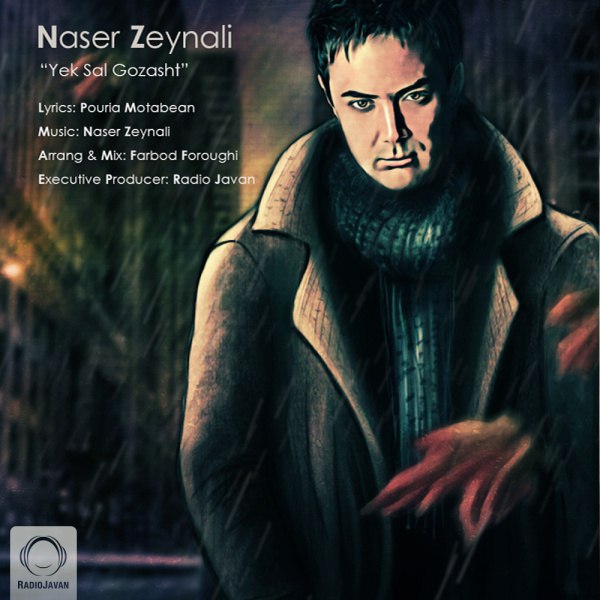 Naser Zeynali
“Yek Sal Gozasht”
Lyrics: Pouria Motabean
Music: Naser Zeynali
Arrang & Mix: Farbod Foroughi
Executive Producer: Radio Javan
RADIOJAVAN